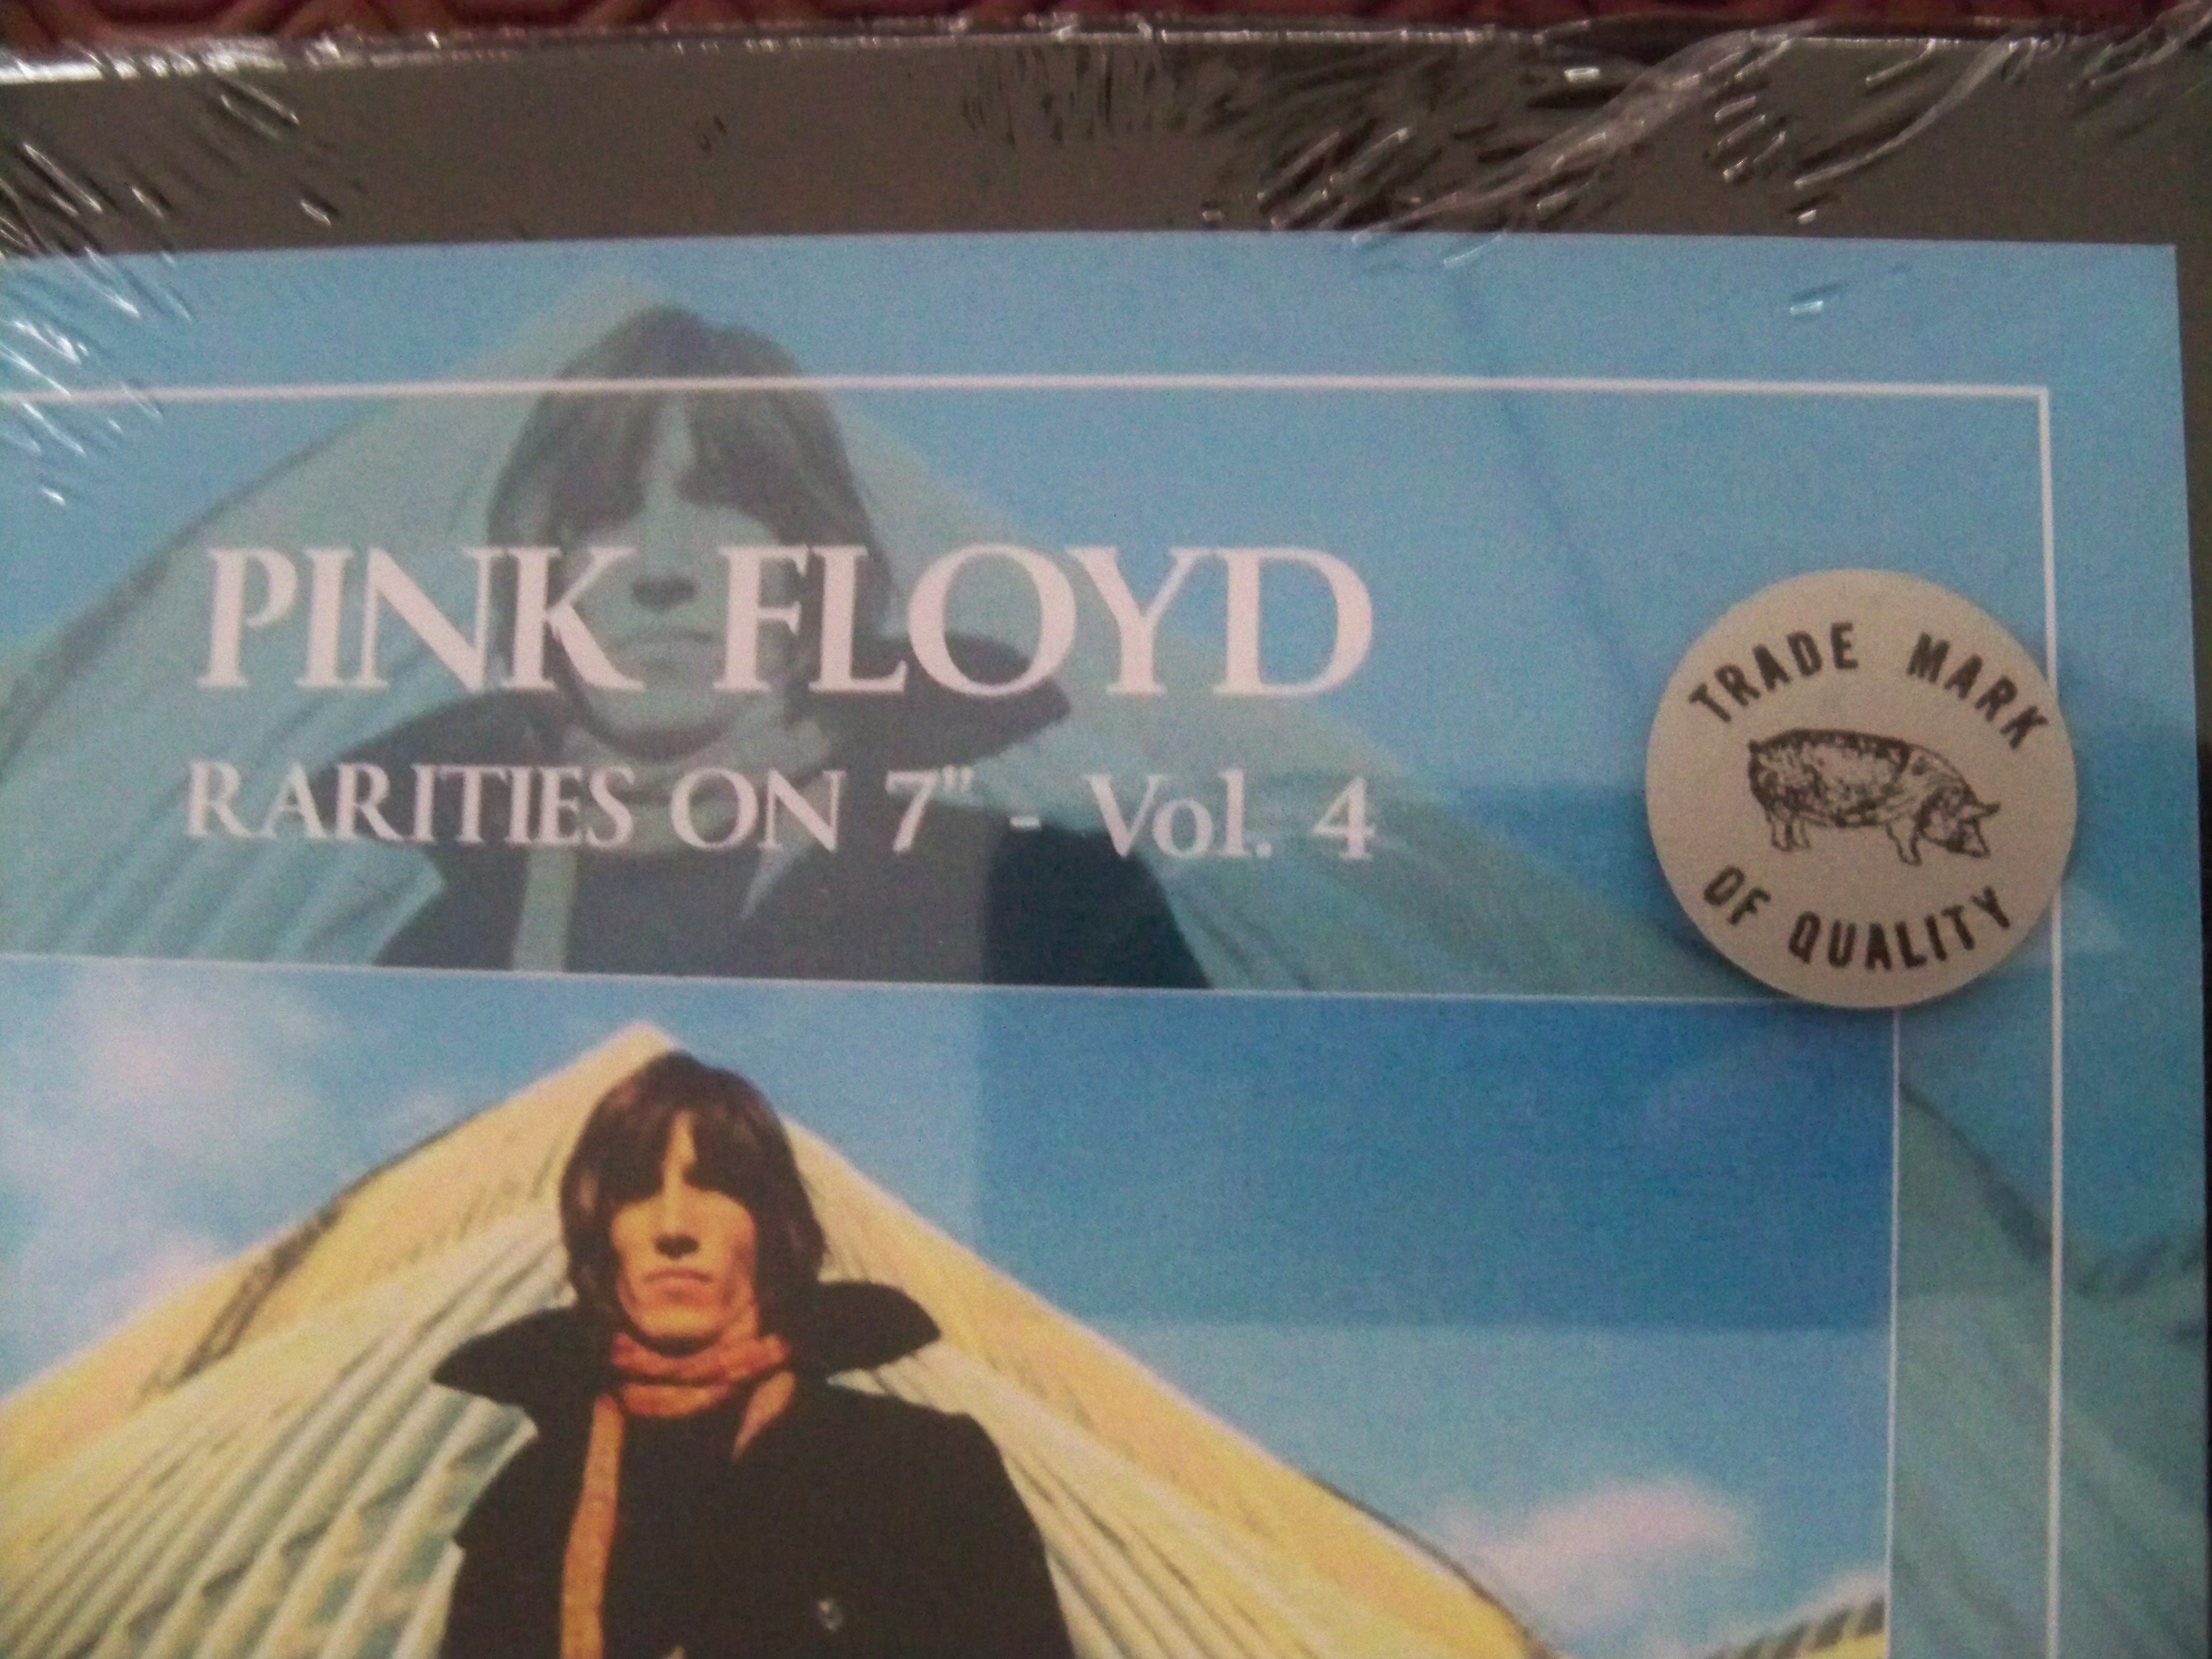 PINK FLOYD
RARITIES ON 7" - Vol. 4
TRADE MARK
OF QUALITY